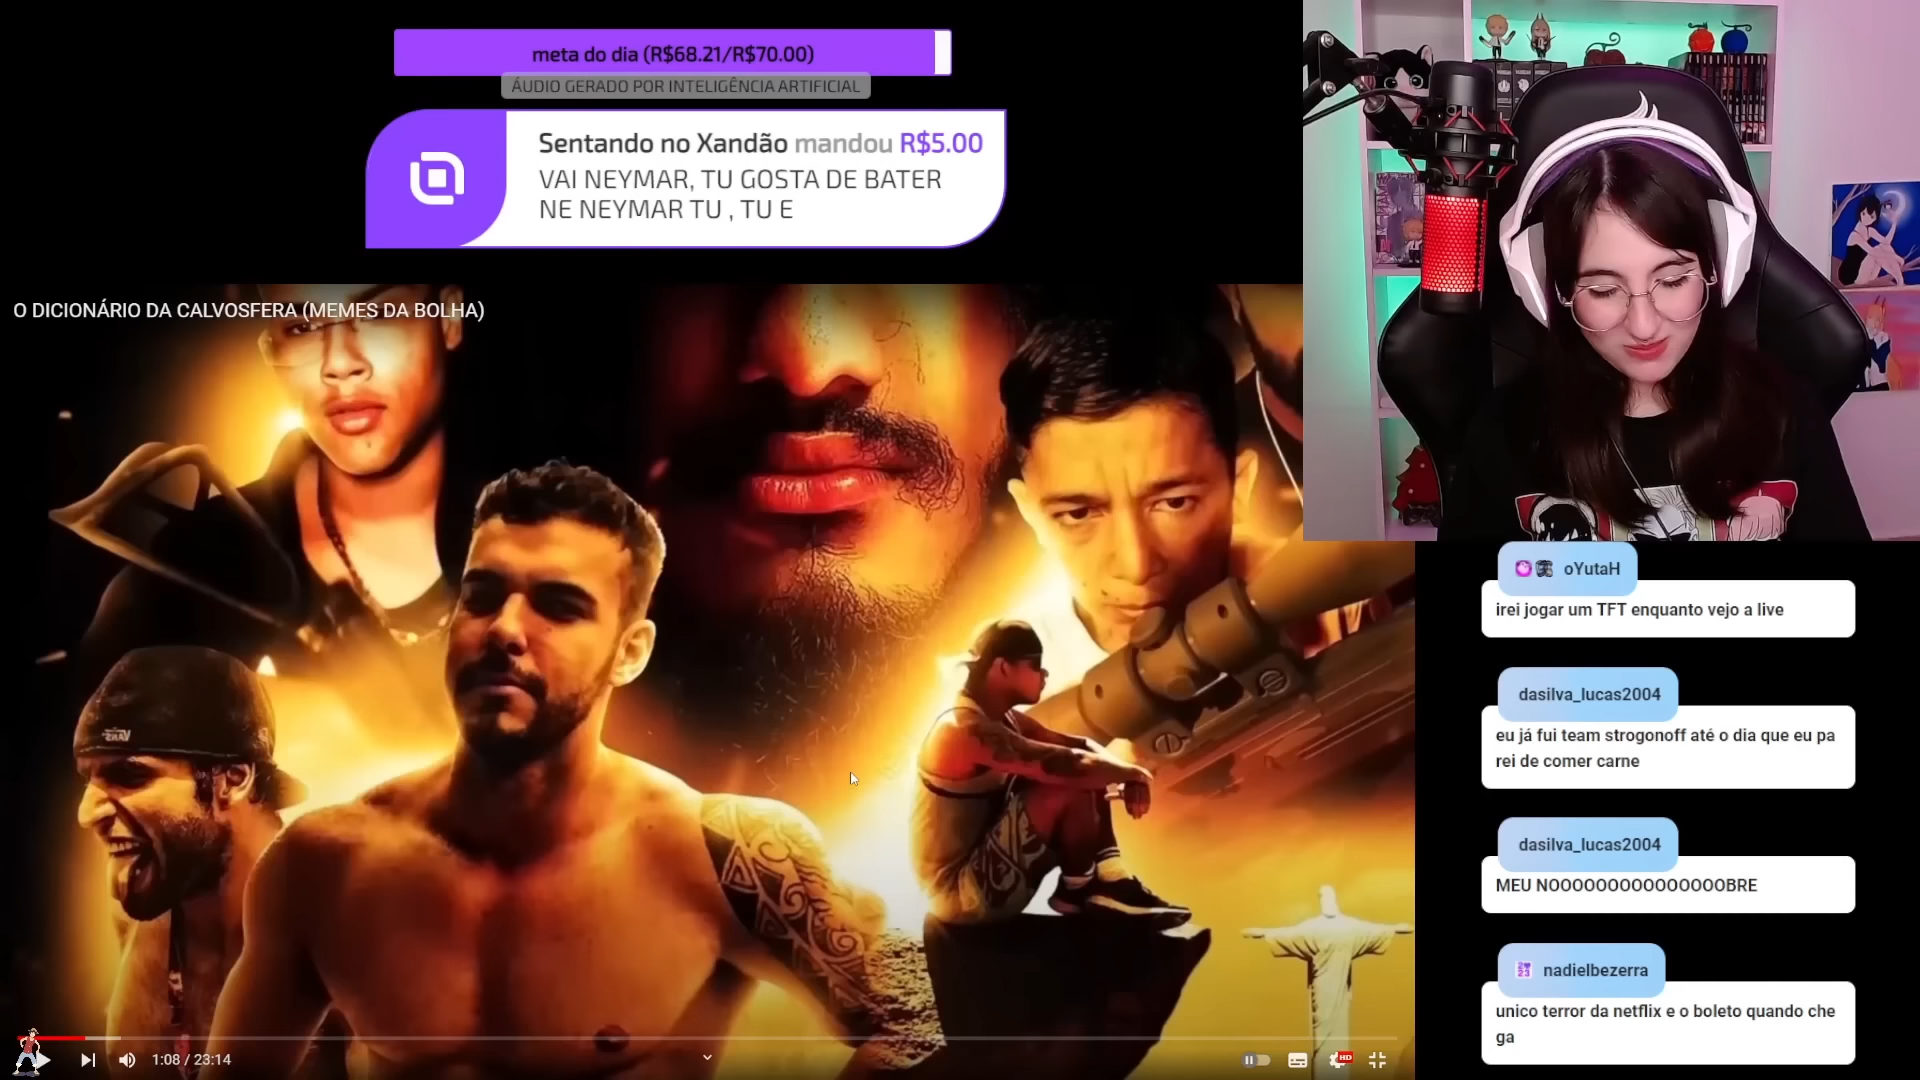 meta do dia (R$68.21/R$70.00)
ÁUDIO GERADO POR INTELIGÊNCIA ARTIFICIAL
Sentando no Xandão mandou R$5.00
VAI NEYMAR, TU GOSTA DE BATER
NE NEYMAR TU , TU E
O DICIONÁRIO DA CALVOSFERA (MEMES DA BOLHA)
VANS
oYutaH
irei jogar um TFT enquanto vejo a live
dasilva_lucas2004
eu já fui team strogonoff até o dia que eu pa
rei de comer carne
dasilva_lucas2004
MEU NOOOOOOOOOOOOOOOBRE
nadielbezerra
unico terror da netflix e o boleto quando che
ga
1:08 / 23:14
HD